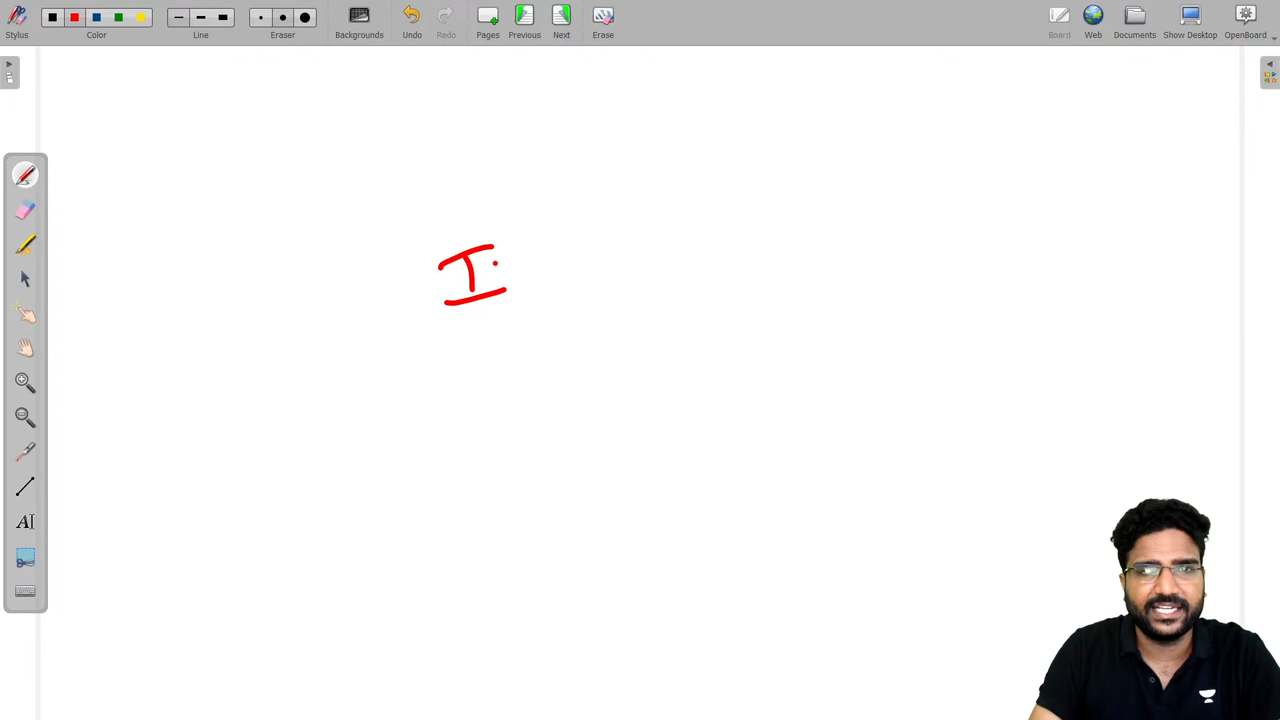 Stylus
Color
Line
Eraser
Backgrounds
Undo
Redo
Pages
Previous
Next
Erase
Board
Web
Documents
Show Desktop
OpenBoard
A
I